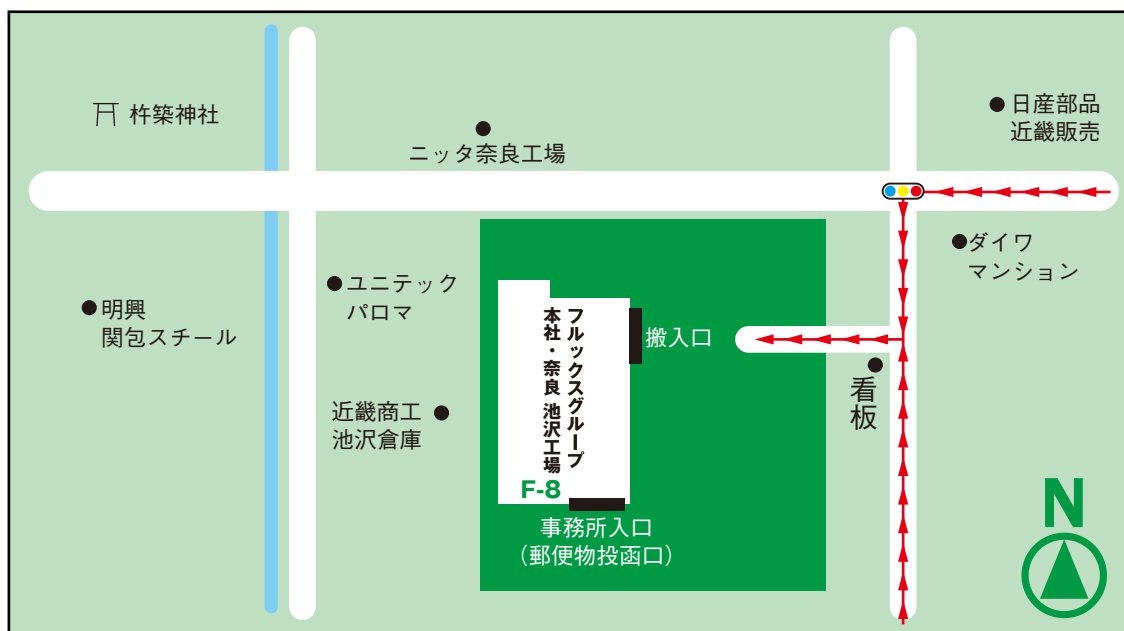 杵築神社
ニッタ奈良工場
日産部品
近畿販売
ダイワ
マンション
明興
関包スチール
ユニテック
パロマ
近畿商工
池沢倉庫
フルックスグループ
本社・奈良 池沢工場
F-8
搬入口
事務所入口
（郵便物投函口）
看板
N